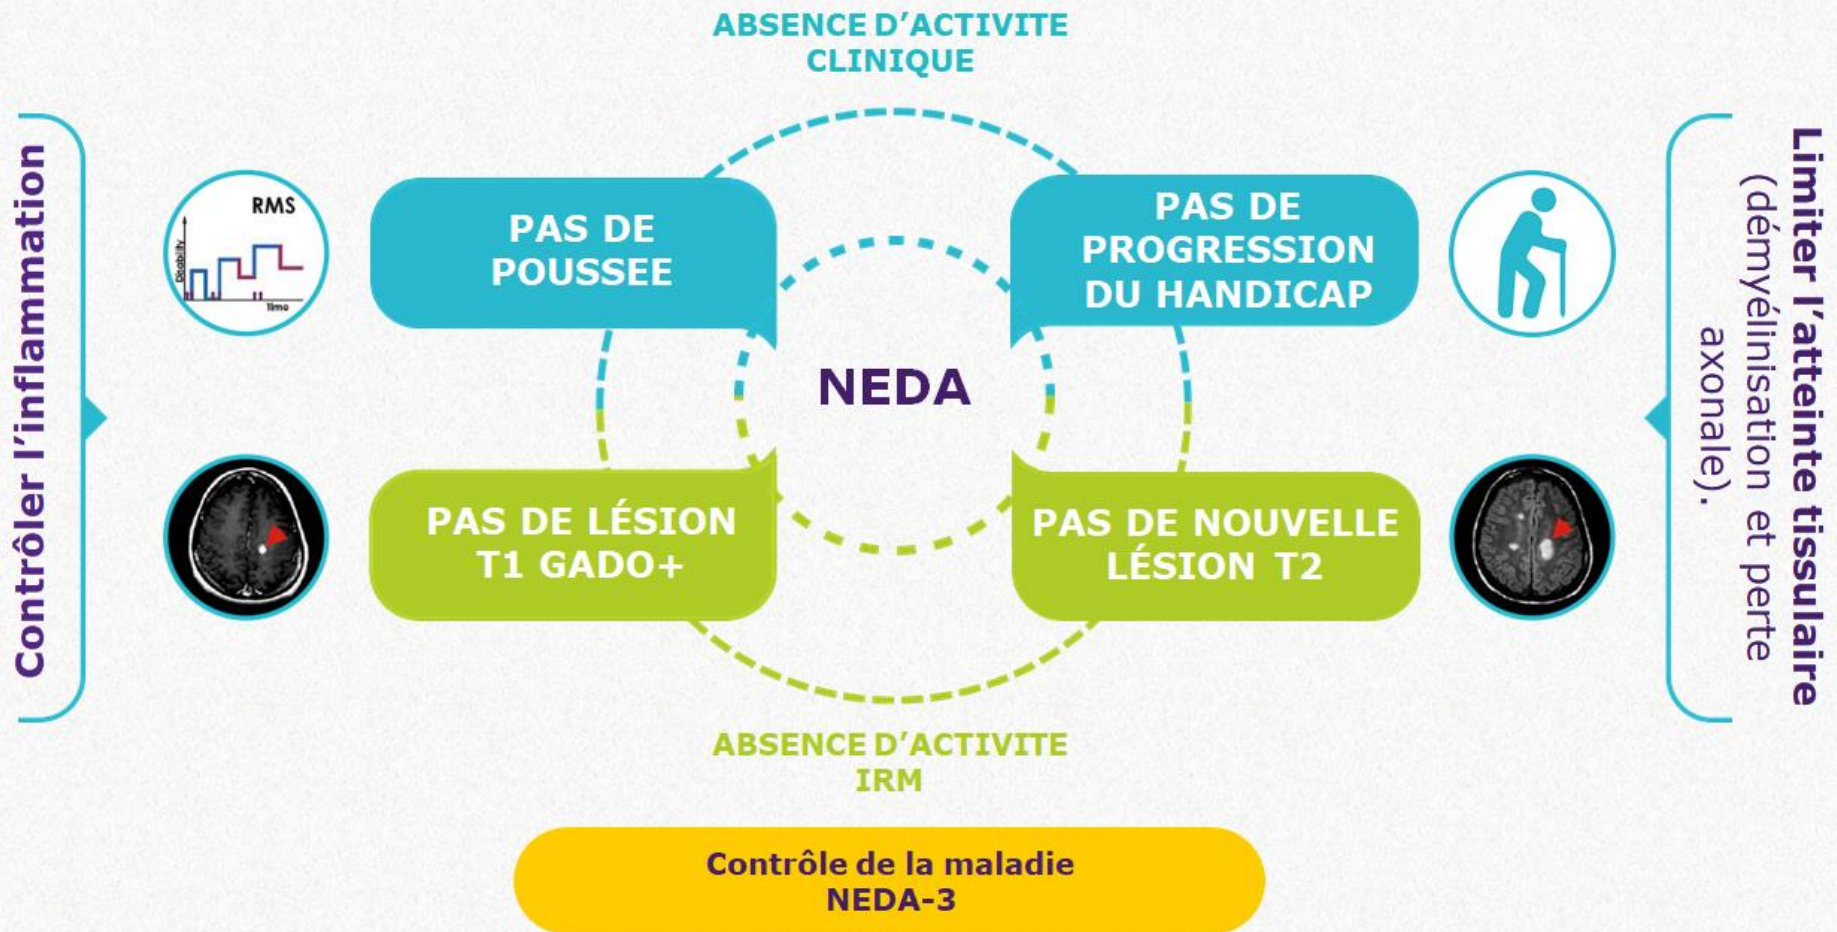 ABSENCE D'ACTIVITE
CLINIQUE
Contrôler l'inflammation
RMS
Disability
Time
PAS DE
POUSSEE
PAS DE
PROGRESSION
DU HANDICAP
Limiter l'atteinte tissulaire
(démyélinisation et perte
axonale).
NEDA
PAS DE LÉSION
T1 GADO+
PAS DE NOUVELLE
LÉSION T2
ABSENCE D'ACTIVITE
IRM
Contrôle de la maladie
NEDA-3